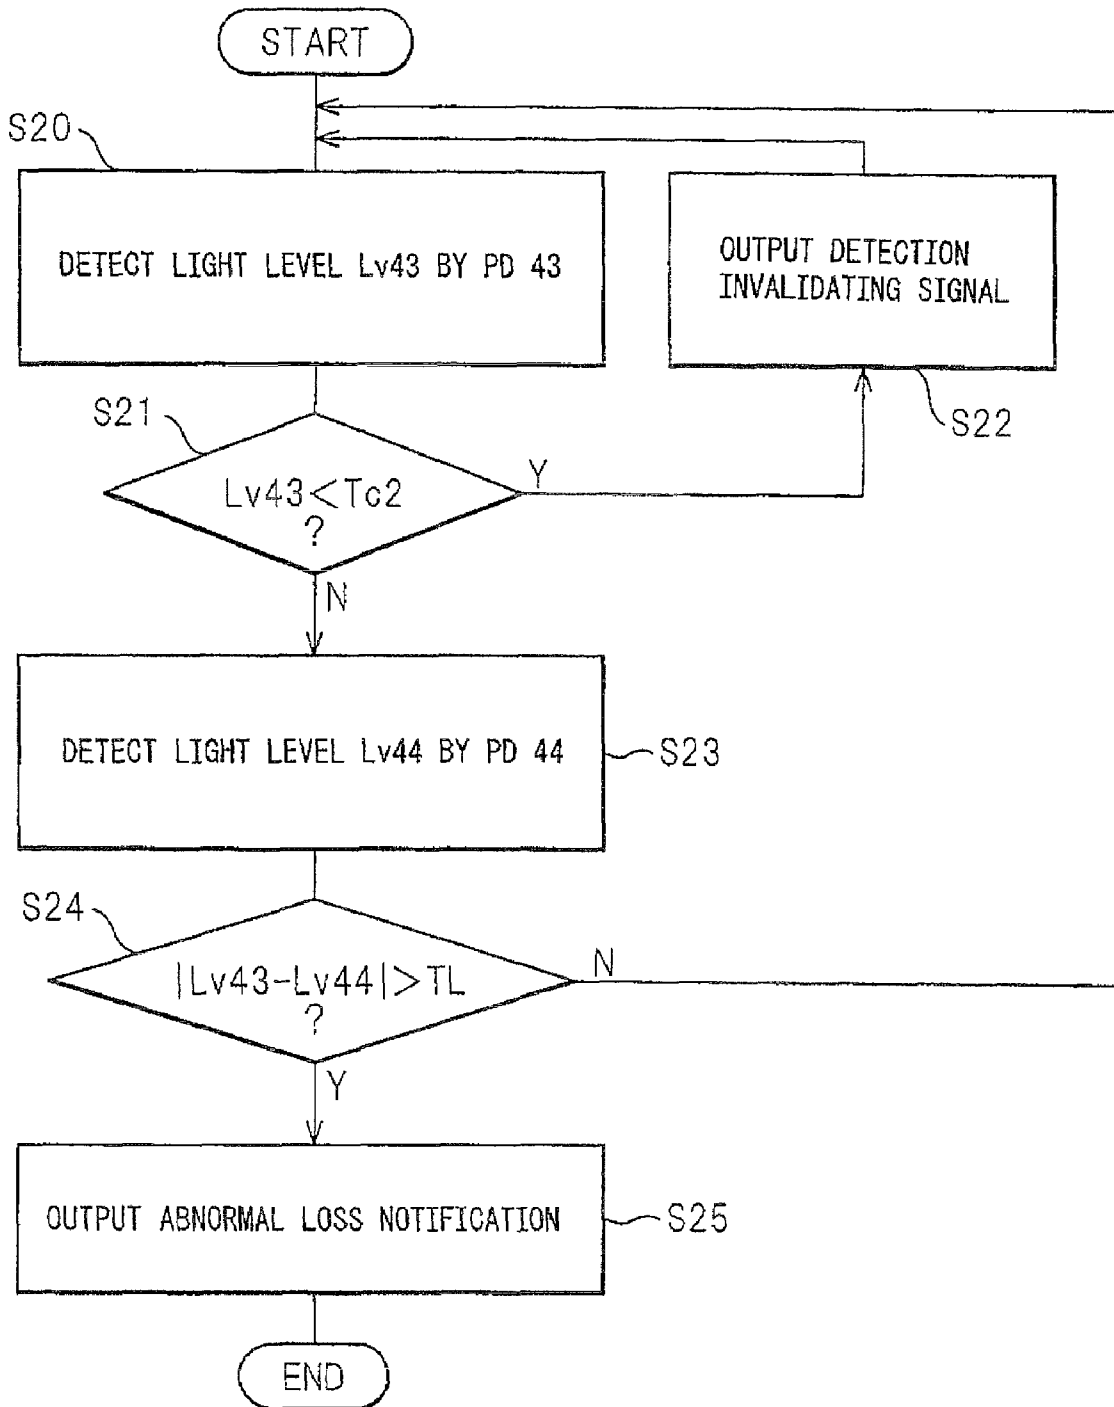 START
S20
DETECT LIGHT LEVEL Lv43 BY PD 43
OUTPUT DETECTION
INVALIDATING SIGNAL
S22
S21
Lv43<Tc2
?
Y
N
DETECT LIGHT LEVEL Lv44 BY PD 44
S23
S24
|Lv43-Lv44|>TL
?
N
Y
OUTPUT ABNORMAL LOSS NOTIFICATION
S25
END